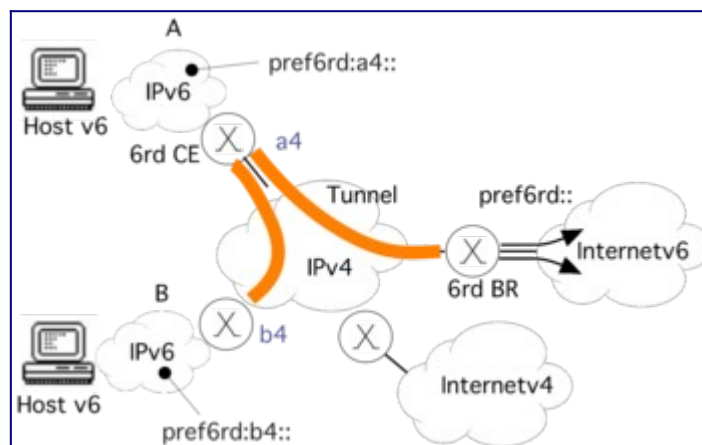 A
pref6rd:a4::
IPv6
Host v6
6rd CE
a4
Tunnel
pref6rd::
IPv4
Internetv6
6rd BR
B
b4
IPv6
Host v6
Internetv4
pref6rd:b4::